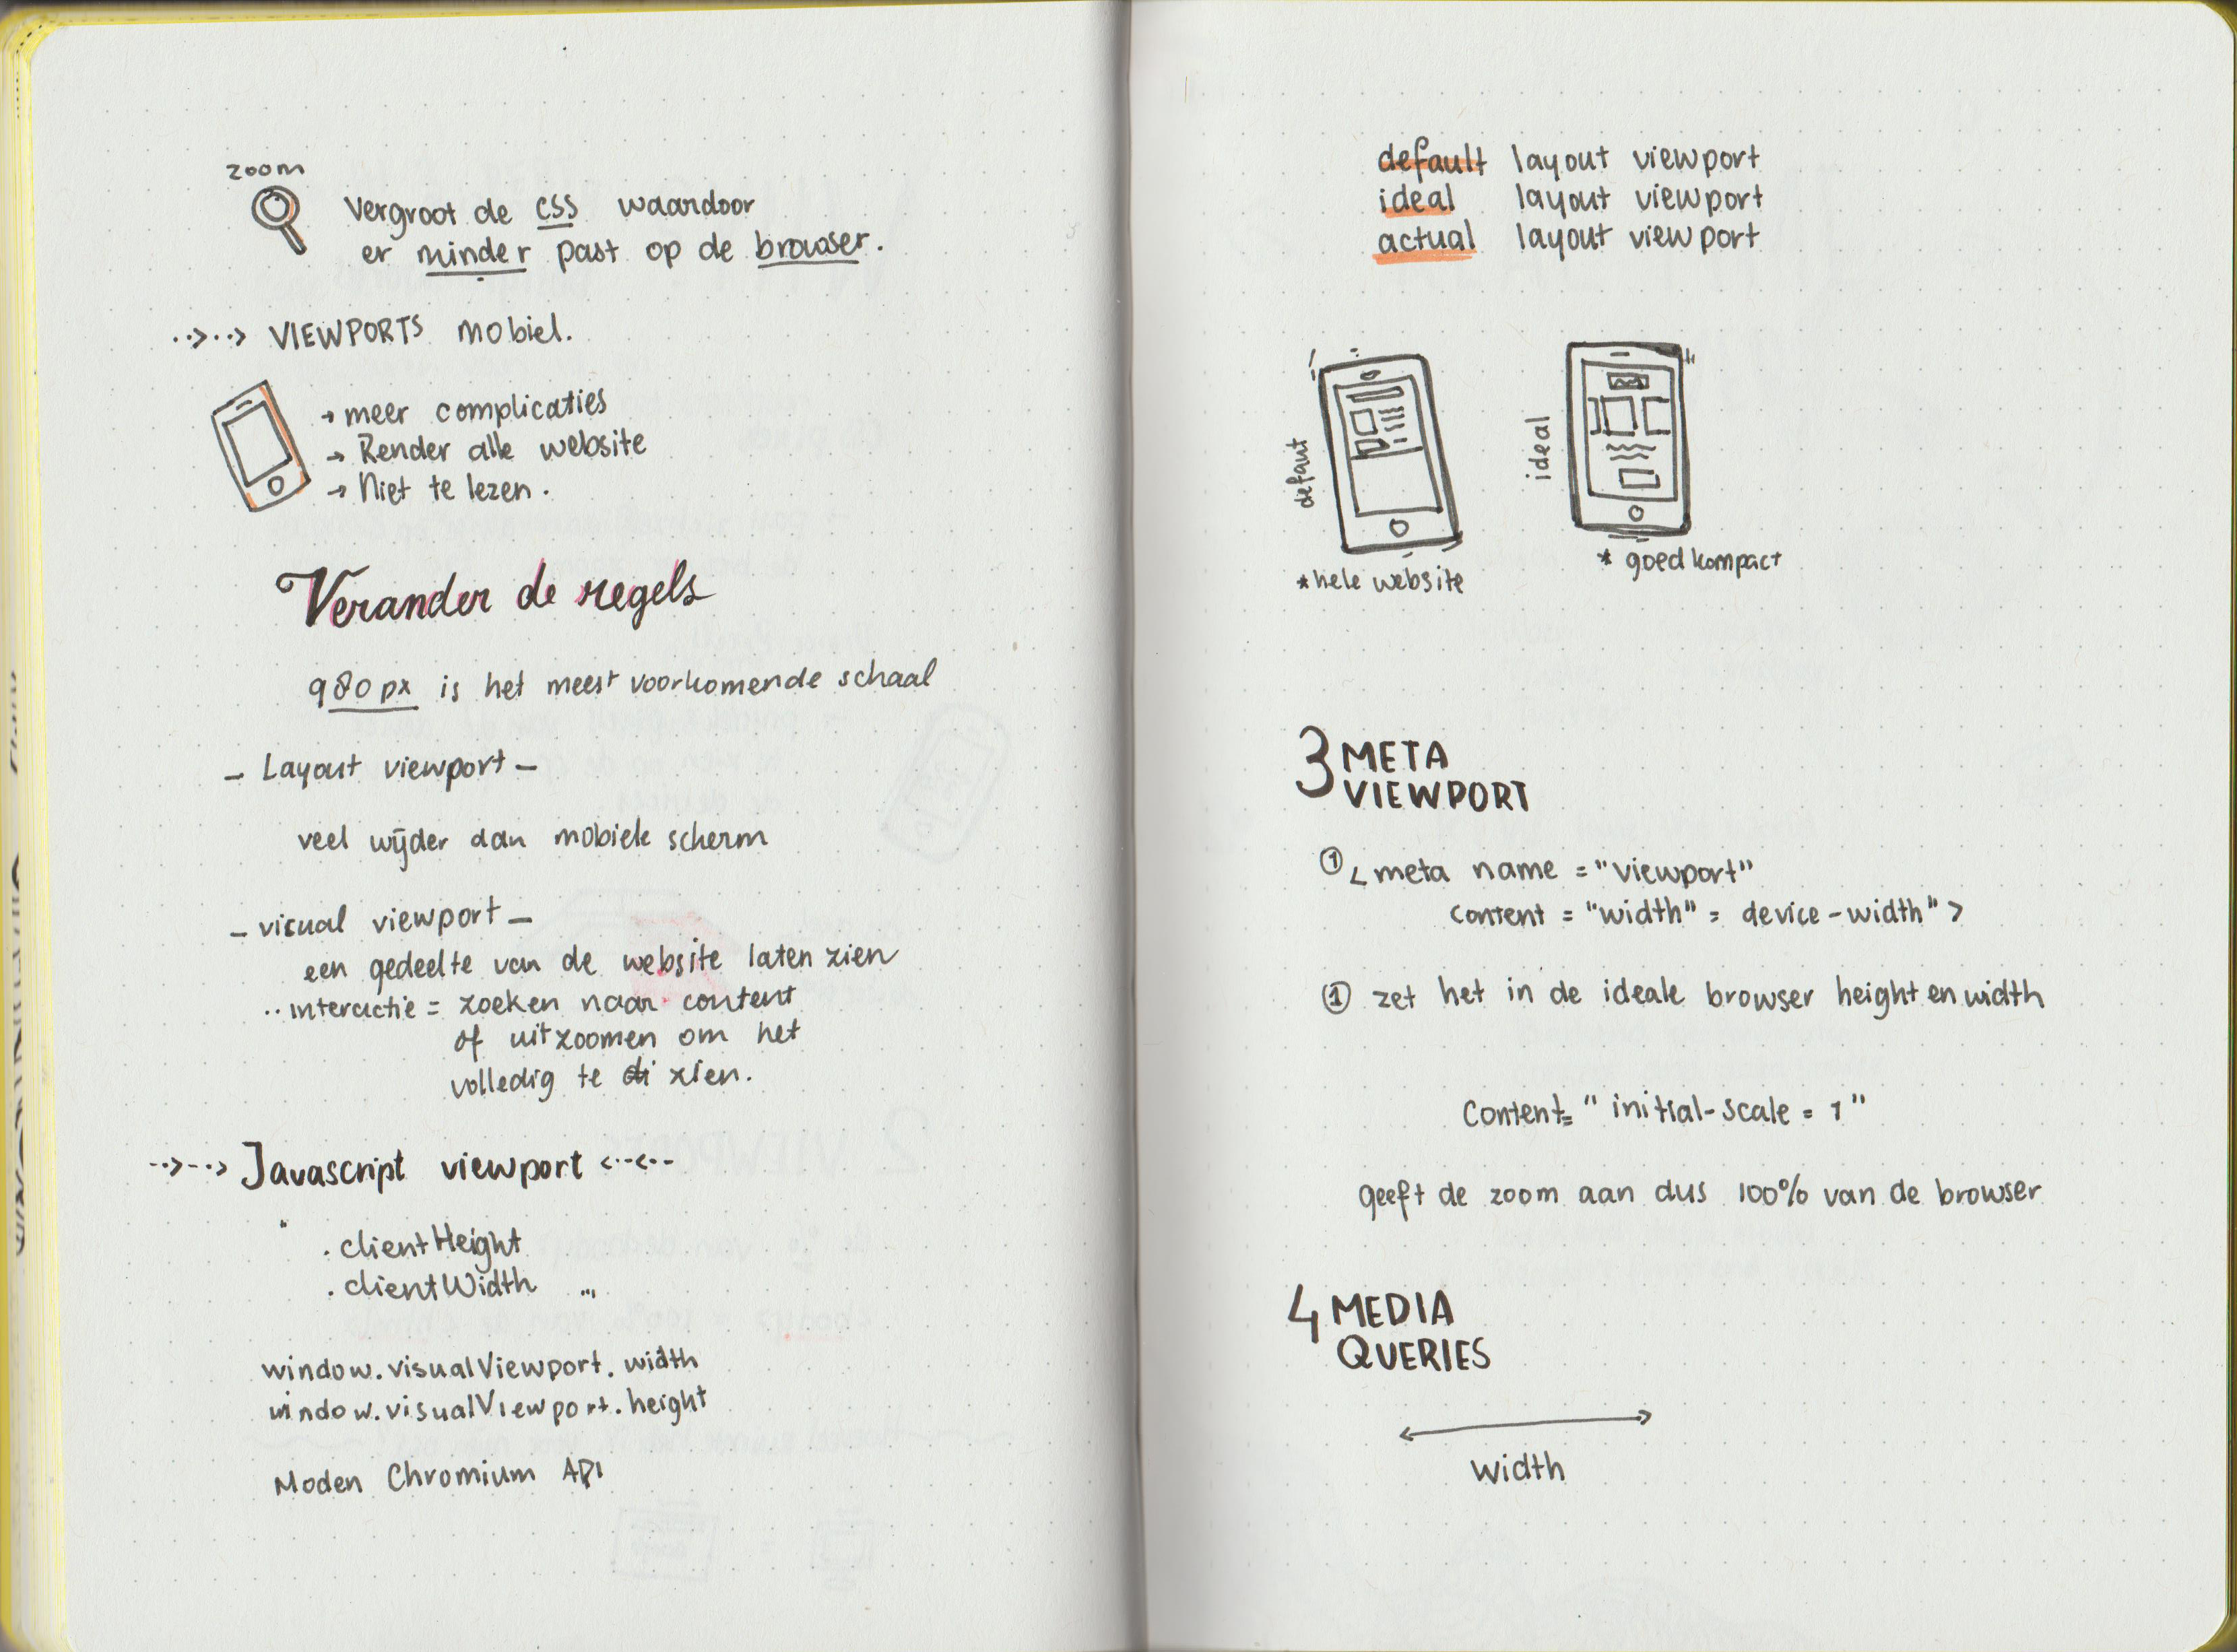 zoom
Vergroot de css waardoor
er minder past op de browser.
VIEWPORTS mobiel.
→ meer complicaties
→ Render alle website
→ Niet te lezen.
Verander de regels
980px is het meest voorkomende schaal
- Layout viewport -
veel wijder dan mobiele scherm
- visual viewport -
een gedeelte van de website laten zien
..interactie = zoeken naar content
of uitzoomen om het
volledig te zien.
Javascript viewport
.clientHeight
.clientWidth
window.visualViewport.width
window.visualViewport.height
Moden Chromium API
default layout viewport
ideal layout viewport
actual layout viewport
defaut
*hele website
ideal
* goed kompact
3 META
VIEWPORT
① < meta name = "viewport"
content = "width" = device-width" >
① zet het in de ideale browser height en width
Content= "initial-scale = 1"
geeft de zoom aan dus 100% van de browser
4 MEDIA
QUERIES
width